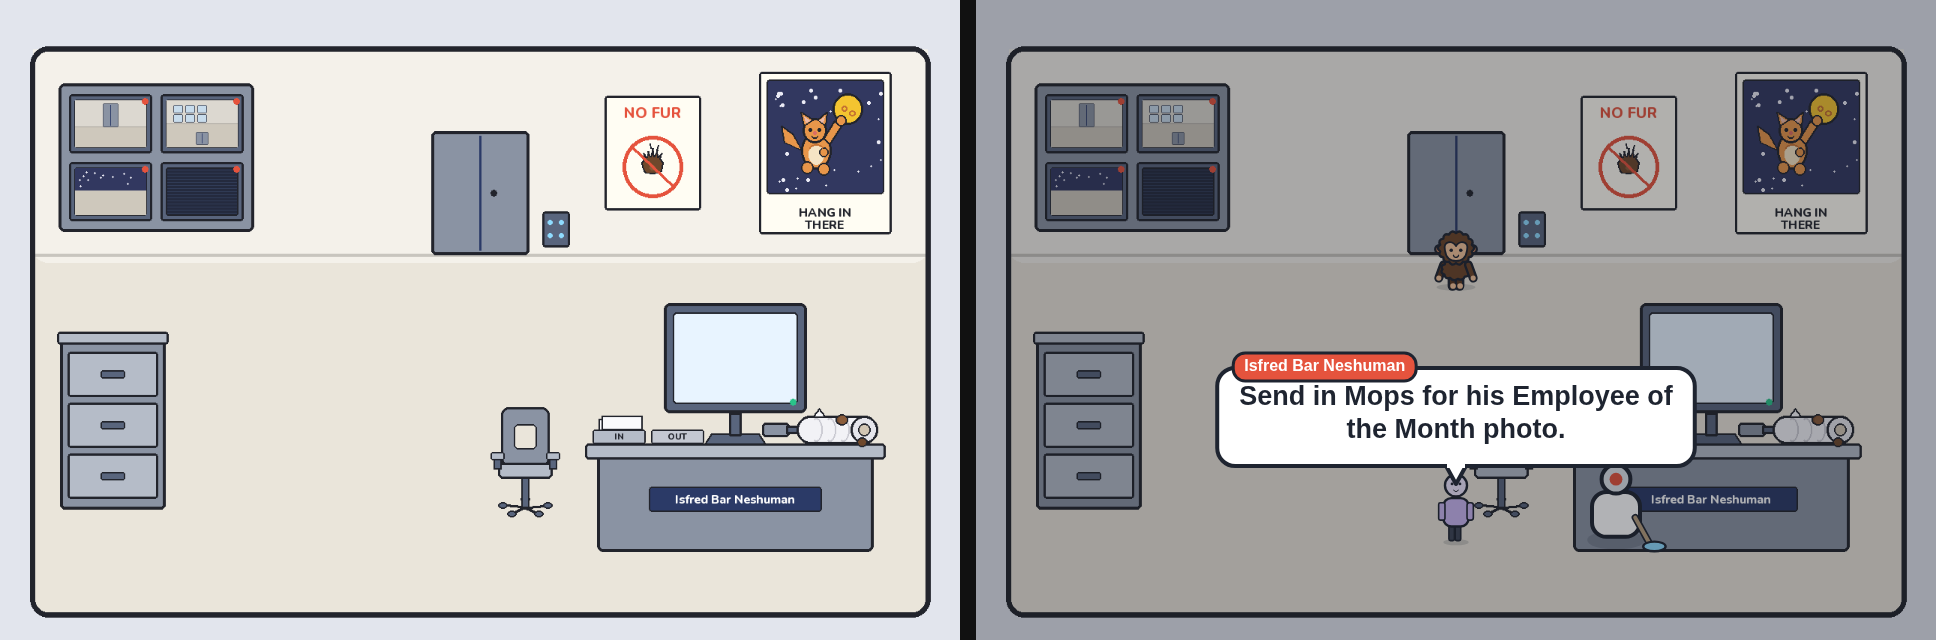 NO FUR
HANG IN
THERE
IN
OUT
Isfred Bar Neshuman
NO FUR
HANG IN
THERE
Isfred Bar Neshuman
Send in Mops for his Employee of
the Month photo.
Isfred Bar Neshuman